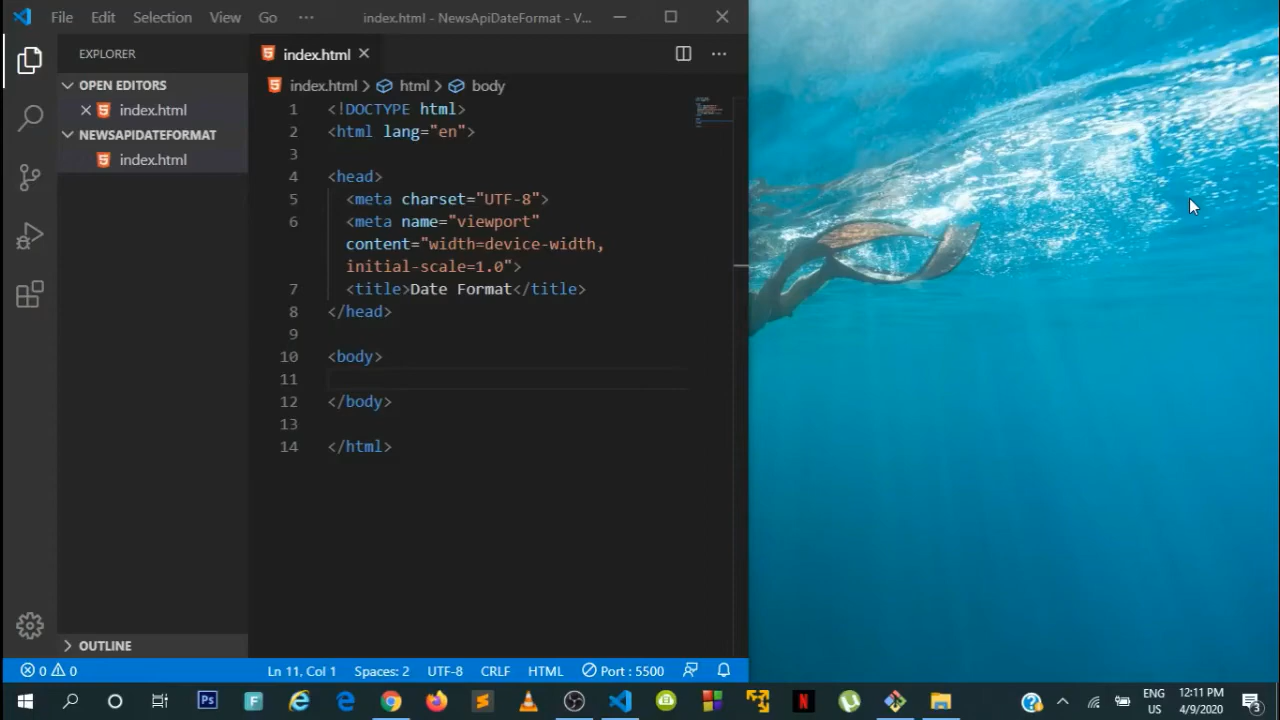 File Edit Selection View Go ··· index.html - NewsApiDateFormat - V...
EXPLORER
OPEN EDITORS
index.html
NEWSAPIDATEFORMAT
index.html
OUTLINE
index.html
index.html > html > body
1 <!DOCTYPE html>
2 <html lang="en">
3
4 <head>
5 <meta charset="UTF-8">
6 <meta name="viewport"
content="width=device-width,
initial-scale=1.0">
7 <title>Date Format</title>
8 </head>
9
10 <body>
11
12 </body>
13
14 </html>
0 0 Ln 11, Col 1 Spaces: 2 UTF-8 CRLF HTML Port : 5500
Ps F N ENG 12:11 PM
US 4/9/2020 3